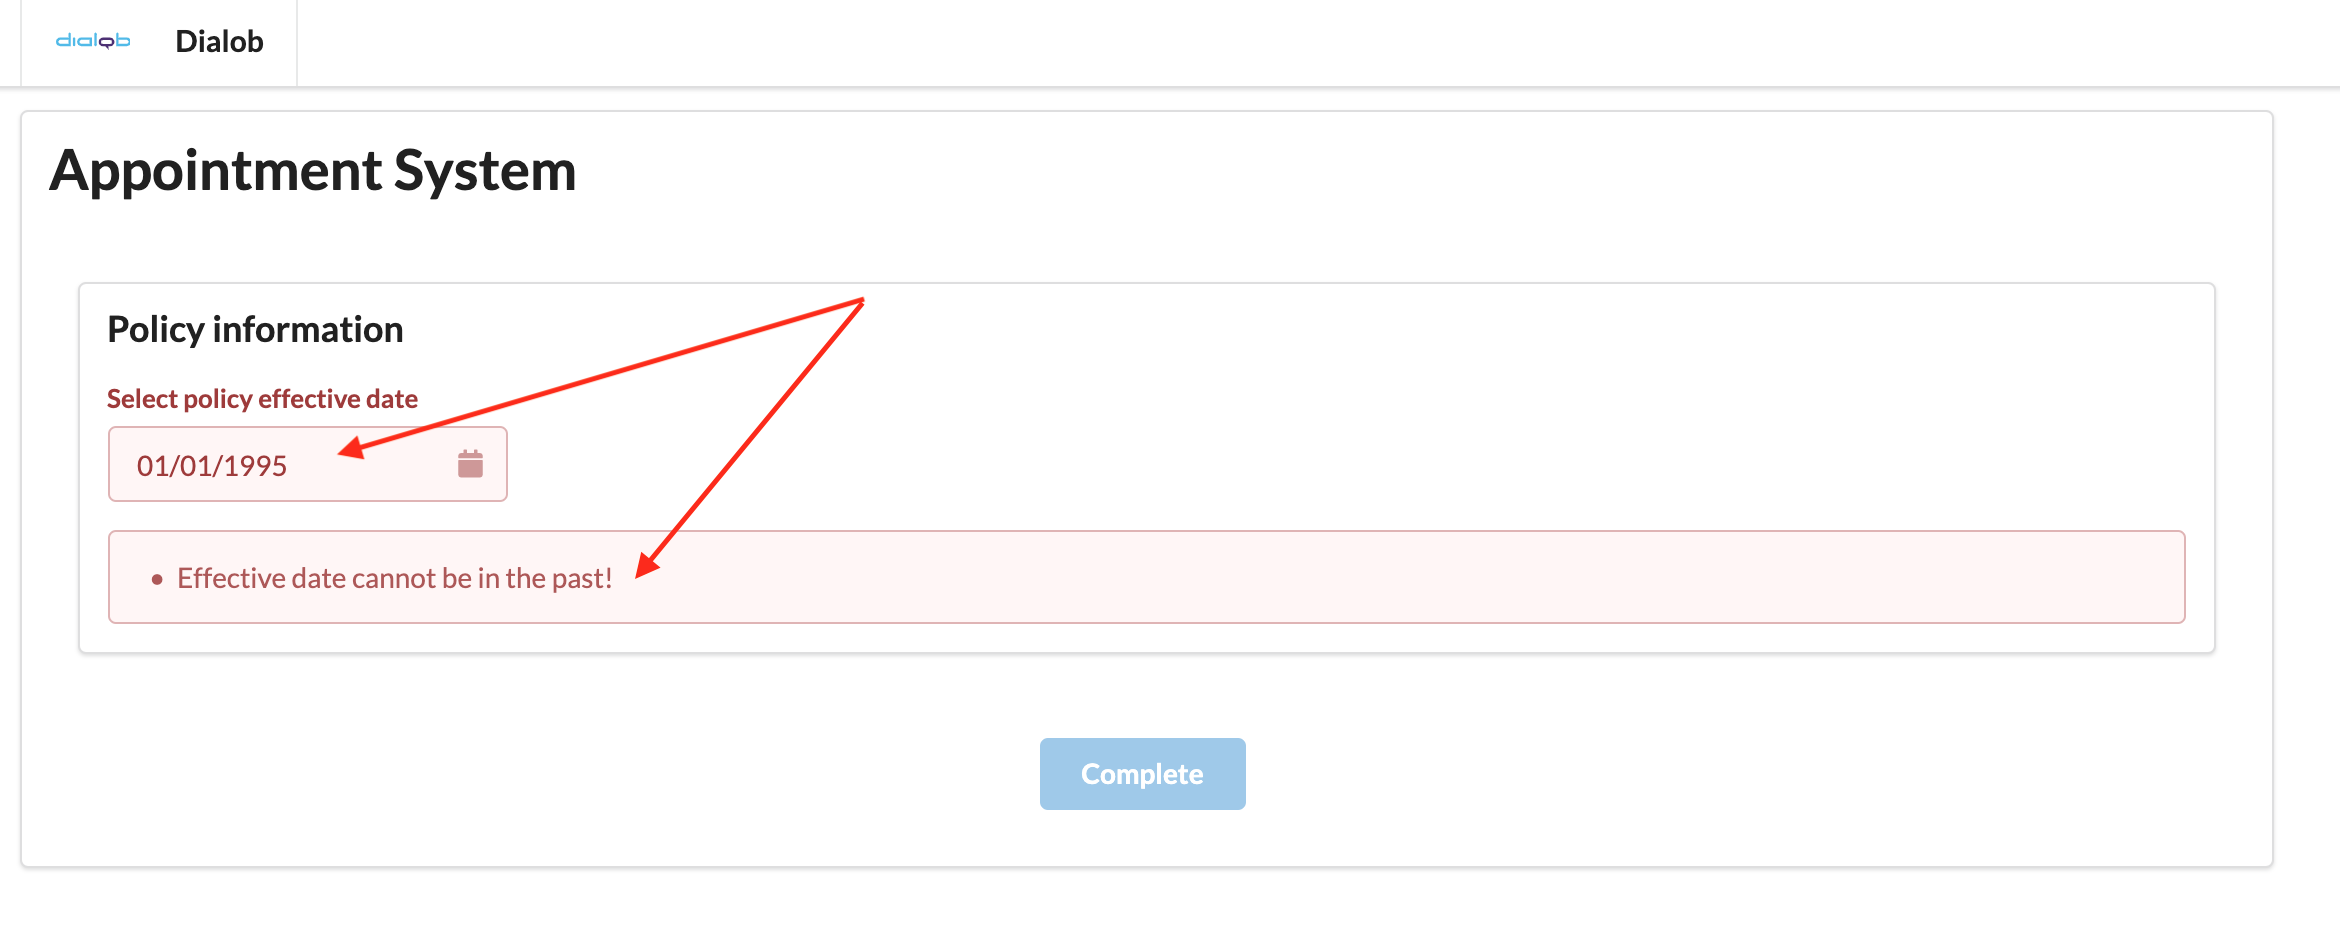 dialob
Dialob
Appointment System
Policy information
Select policy effective date
01/01/1995
• Effective date cannot be in the past!
Complete